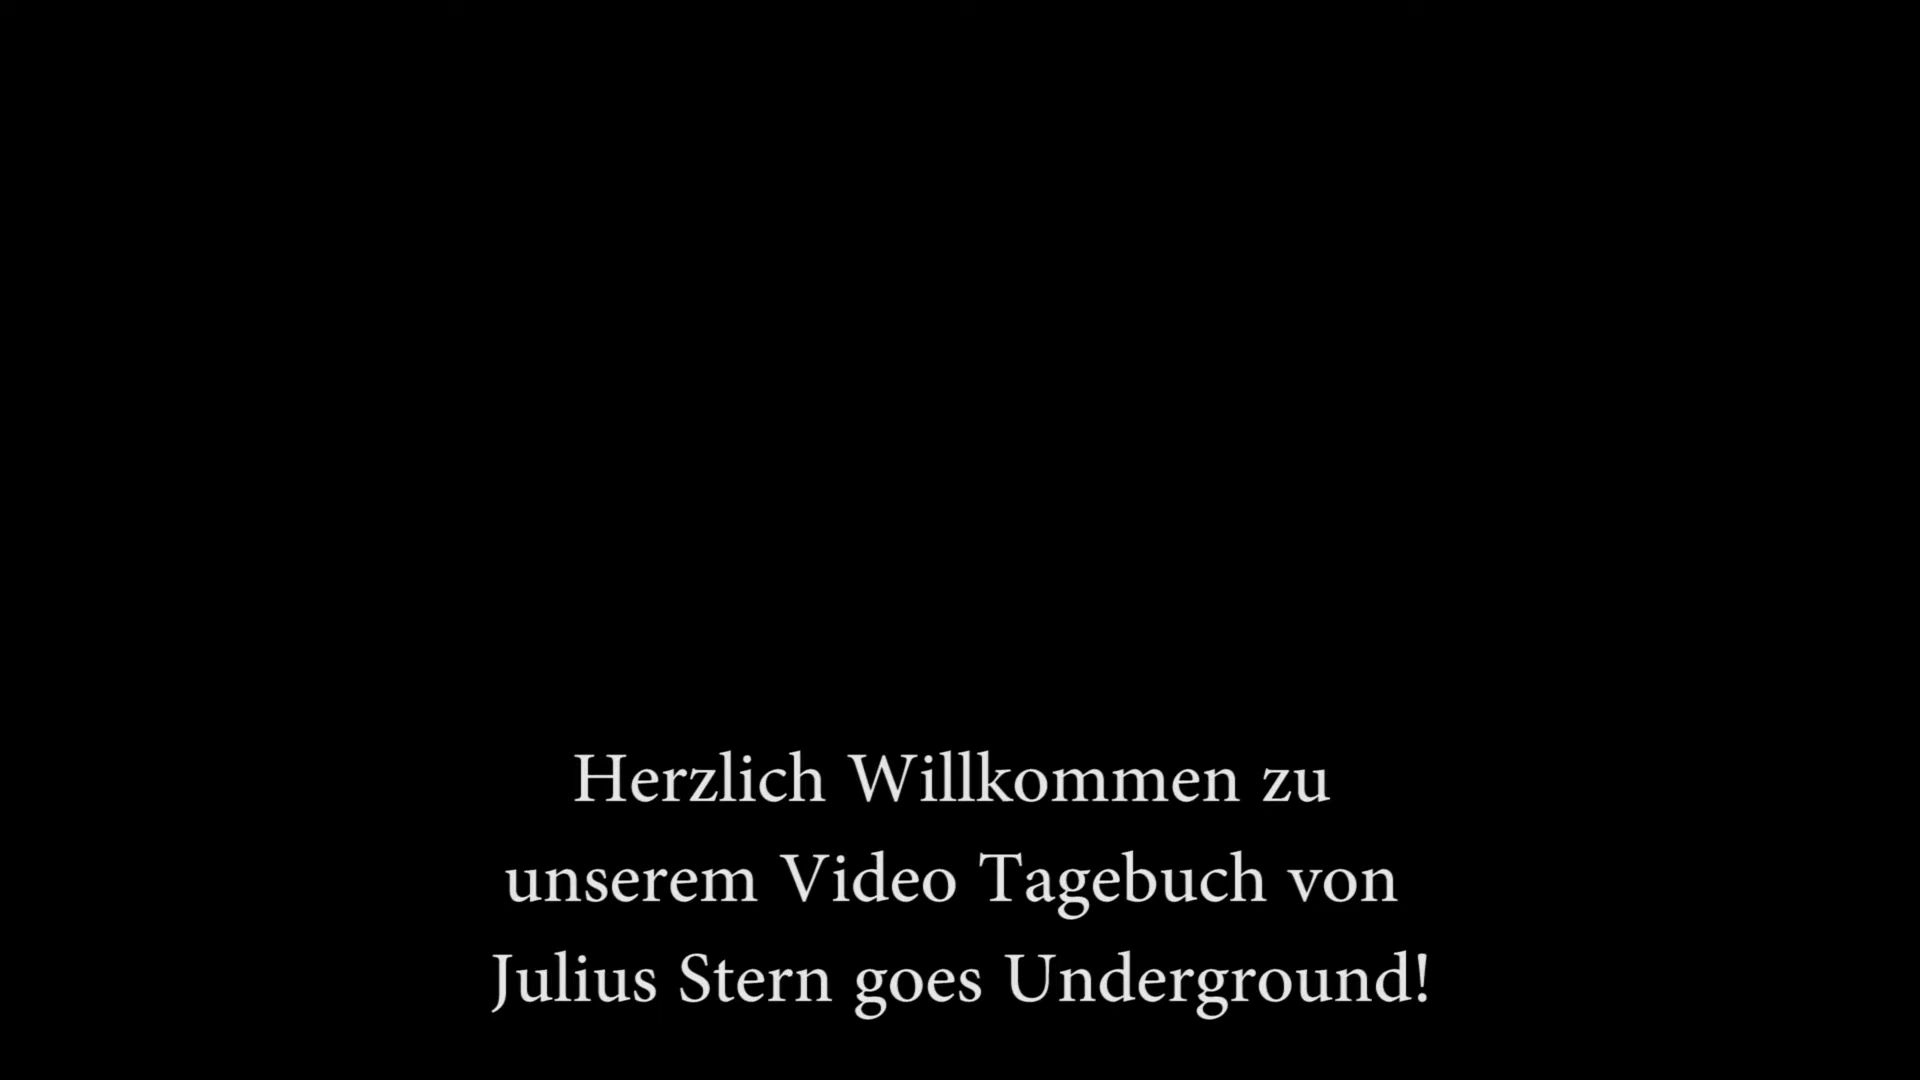 Herzlich Willkommen zu
unserem Video Tagebuch von
Julius Stern goes Underground!